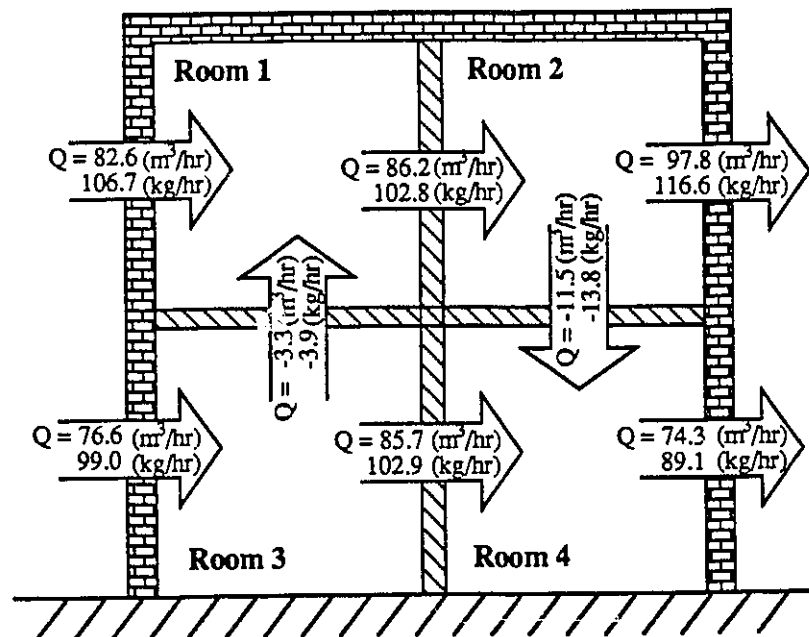 Room 1
Room 2
Q = 82.6 (m³/hr)
106.7 (kg/hr)
Q = 86.2 (m³/hr)
102.8 (kg/hr)
Q = 97.8 (m³/hr)
116.6 (kg/hr)
Q = -3.3 (m³/hr)
-3.9 (kg/hr)
Q = -11.5 (m³/hr)
-13.8 (kg/hr)
Q = 76.6 (m³/hr)
99.0 (kg/hr)
Q = 85.7 (m³/hr)
102.9 (kg/hr)
Q = 74.3 (m³/hr)
89.1 (kg/hr)
Room 3
Room 4